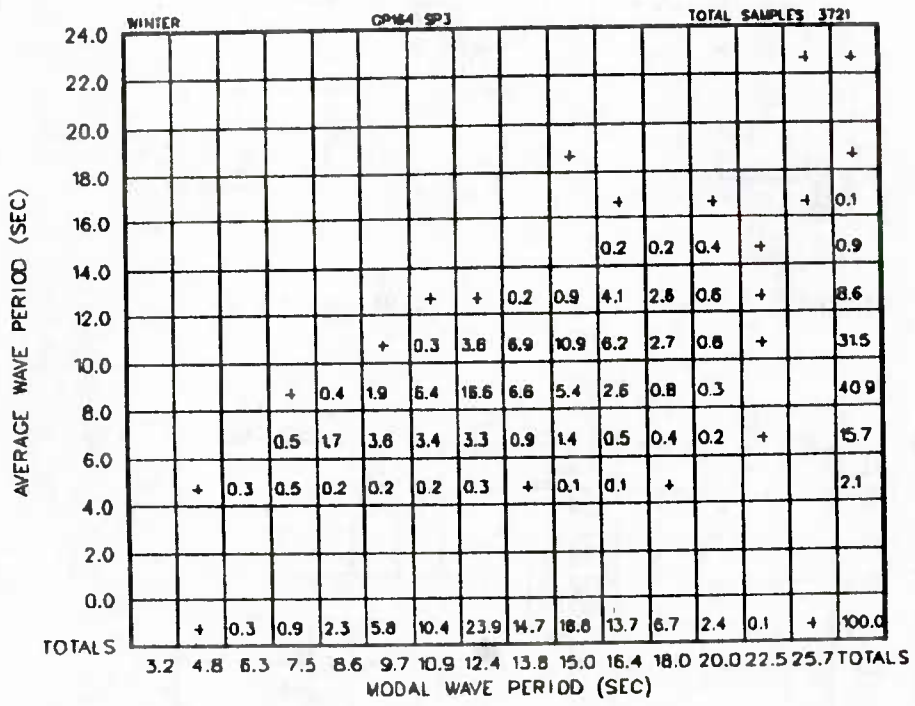 WINTER GP164 SP3 TOTAL SAMPLES 3721
24.0
+ +
22.0
20.0
+ +
18.0
+ + + 0.1
16.0
0.2 0.2 0.4 + 0.9
14.0
+ + 0.2 0.9 4.1 2.6 0.6 + 8.6
12.0
+ 0.3 3.6 6.9 10.9 6.2 2.7 0.8 + 31.5
10.0
+ 0.4 1.9 6.4 16.6 6.6 5.4 2.6 0.8 0.3 40.9
8.0
0.5 1.7 3.6 3.4 3.3 0.9 1.4 0.5 0.4 0.2 + 15.7
6.0
+ 0.3 0.5 0.2 0.2 0.2 0.3 + 0.1 0.1 + 2.1
4.0
2.0
0.0
+ 0.3 0.9 2.3 5.8 10.4 23.9 14.7 18.8 13.7 6.7 2.4 0.1 + 100.0
TOTALS
3.2 4.8 6.3 7.5 8.6 9.7 10.9 12.4 13.8 15.0 16.4 18.0 20.0 22.5 25.7 TOTALS
MODAL WAVE PERIOD (SEC)
AVERAGE WAVE PERIOD (SEC)